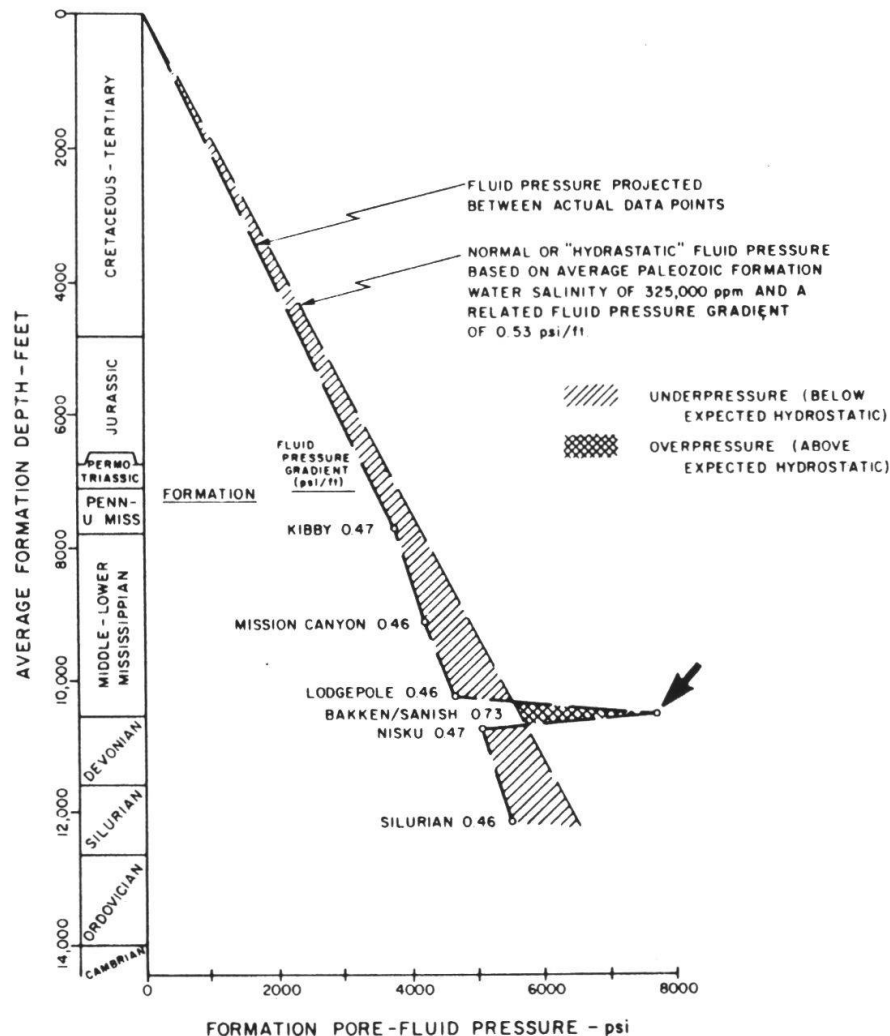 0
2000
4000
6000
8000
10,000
12,000
14,000
AVERAGE FORMATION DEPTH-FEET
CRETACEOUS-TERTIARY
JURASSIC
PERMO
TRIASSIC
PENN-
U MISS
MIDDLE-LOWER
MISSISSIPPIAN
DEVONIAN
SILURIAN
ORDOVICIAN
CAMBRIAN
FLUID PRESSURE PROJECTED
BETWEEN ACTUAL DATA POINTS
NORMAL OR "HYDRASTATIC" FLUID PRESSURE
BASED ON AVERAGE PALEOZOIC FORMATION
WATER SALINITY OF 325,000 ppm AND A
RELATED FLUID PRESSURE GRADIENT
OF 0.53 psi/ft.
UNDERPRESSURE (BELOW
EXPECTED HYDROSTATIC)
OVERPRESSURE (ABOVE
EXPECTED HYDROSTATIC)
FLUID
PRESSURE
GRADIENT
(psi/ft)
FORMATION
KIBBY 0.47
MISSION CANYON 0.46
LODGEPOLE 0.46
BAKKEN/SANISH 0.73
NISKU 0.47
SILURIAN 0.46
0
2000
4000
6000
8000
FORMATION PORE-FLUID PRESSURE - psi